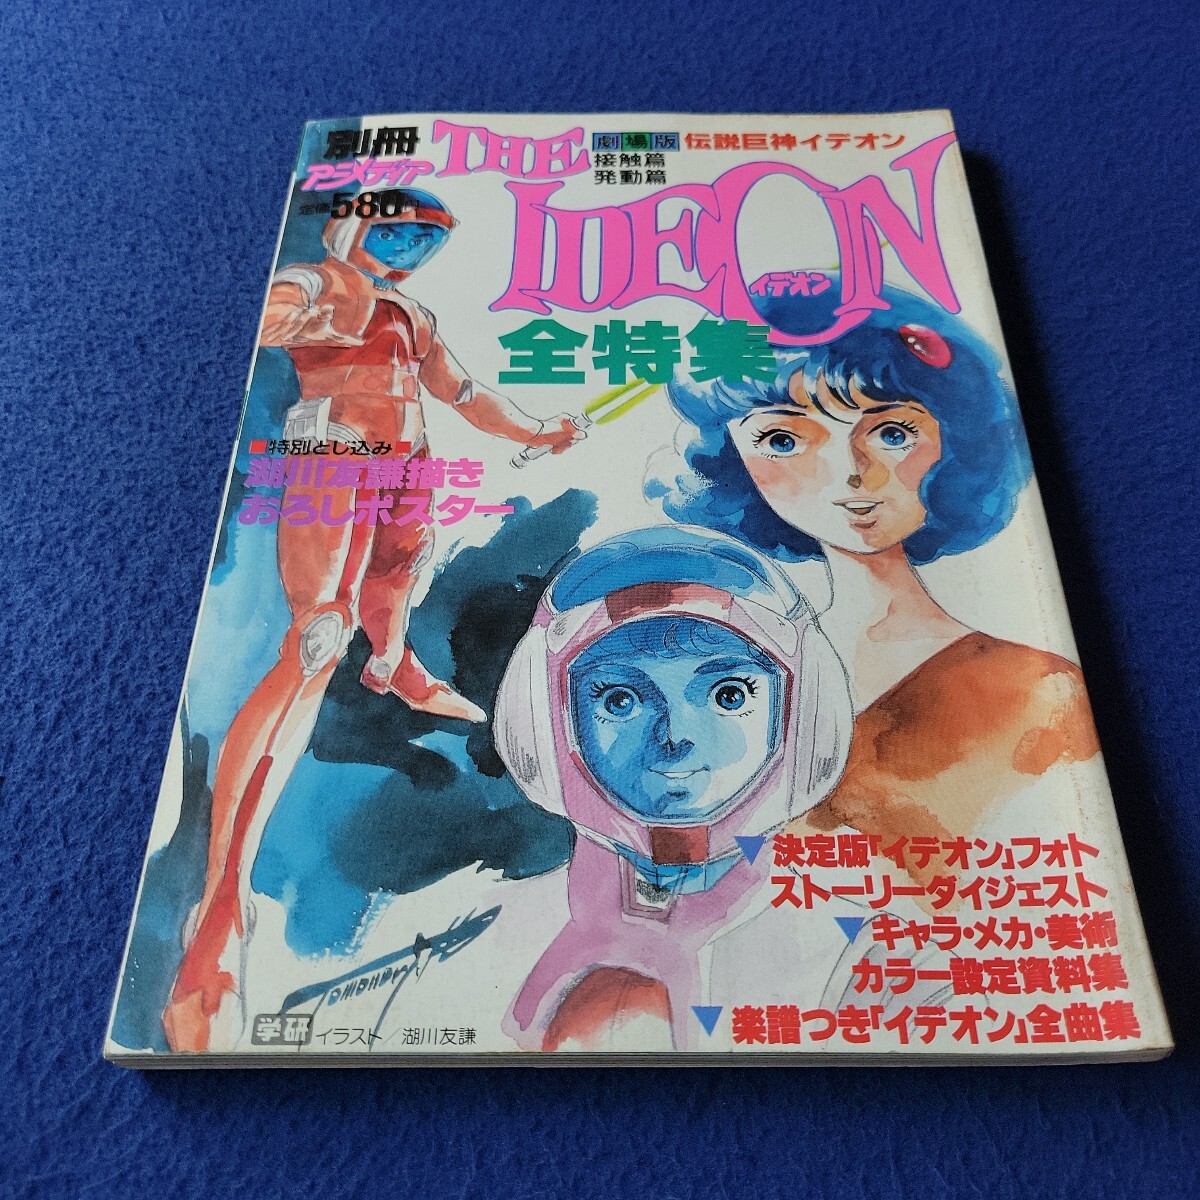 別冊
アニメディア
定価580円
THE IDEON
イデオン
劇場版 伝説巨神イデオン
接触篇
発動篇
全特集
■特別とじ込み■
湖川友謙描き
おろしポスター
▼決定版「イデオン」フォト
ストーリーダイジェスト
▼キャラ・メカ・美術
カラー設定資料集
▼楽譜つき「イデオン」全曲集
学研 イラスト/湖川友謙